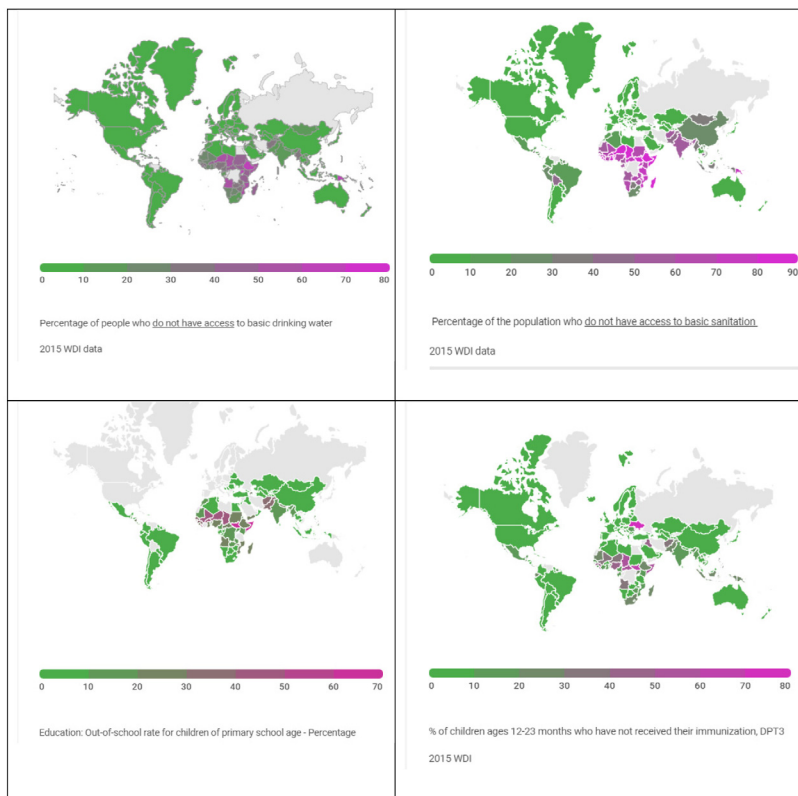 0 10 20 30 40 50 60 70 80
Percentage of people who do not have access to basic drinking water
2015 WDI data
0 10 20 30 40 50 60 70 80 90
Percentage of the population who do not have access to basic sanitation
2015 WDI data
0 10 20 30 40 50 60 70
Education: Out-of-school rate for children of primary school age - Percentage
0 10 20 30 40 50 60 70 80
% of children ages 12-23 months who have not received their immunization, DPT3
2015 WDI